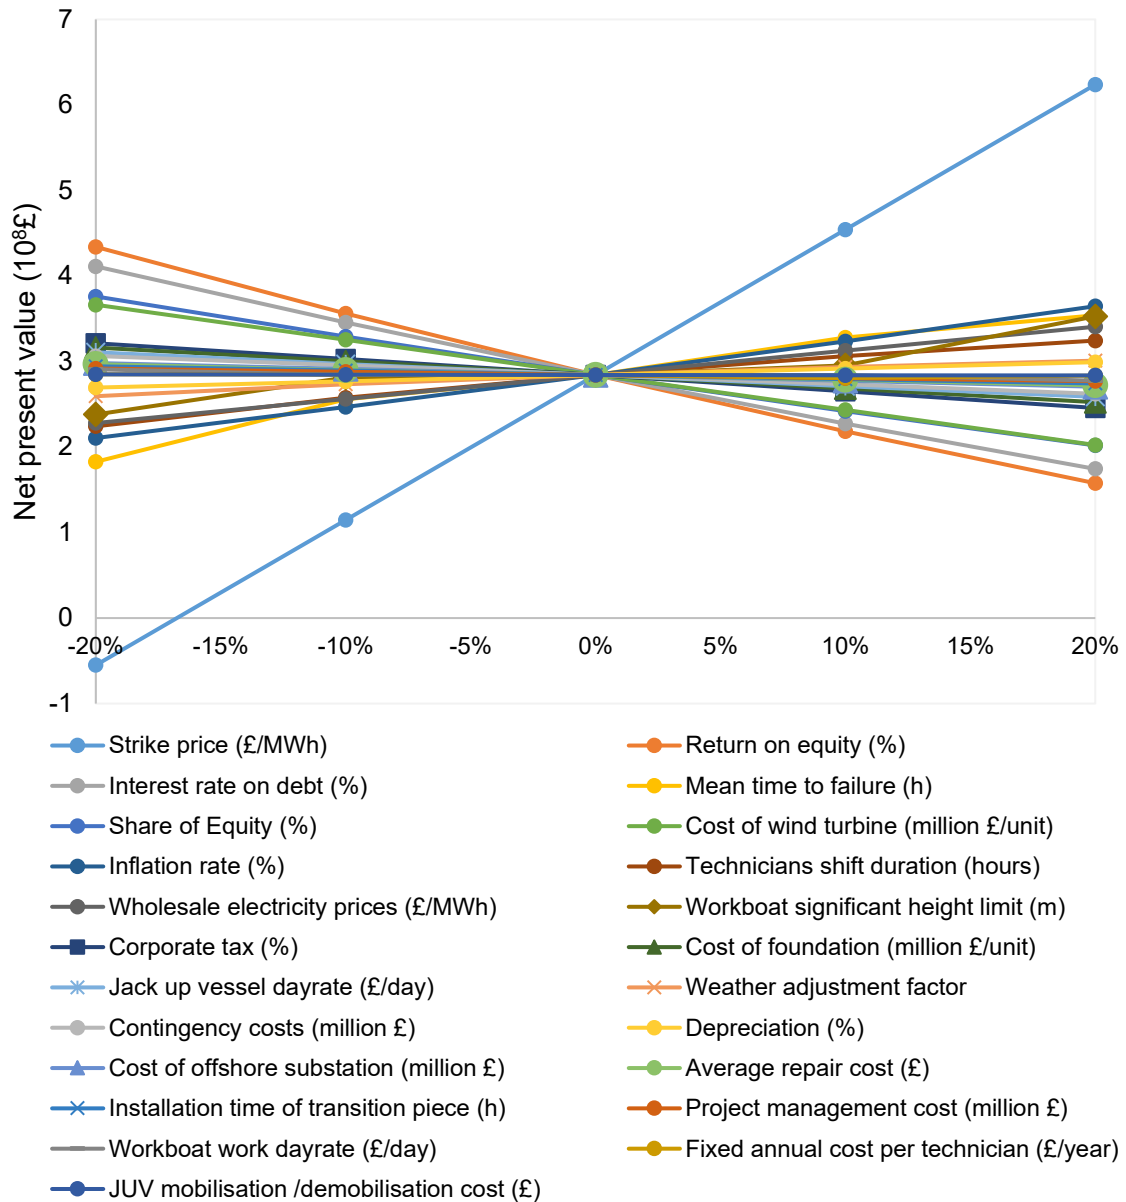 7
6
5
4
3
2
1
0
-1
Net present value (10⁸£)
-20% -15% -10% -5% 0% 5% 10% 15% 20%
Strike price (£/MWh) Return on equity (%)
Interest rate on debt (%) Mean time to failure (h)
Share of Equity (%) Cost of wind turbine (million £/unit)
Inflation rate (%) Technicians shift duration (hours)
Wholesale electricity prices (£/MWh) Workboat significant height limit (m)
Corporate tax (%) Cost of foundation (million £/unit)
Jack up vessel dayrate (£/day) Weather adjustment factor
Contingency costs (million £) Depreciation (%)
Cost of offshore substation (million £) Average repair cost (£)
Installation time of transition piece (h) Project management cost (million £)
Workboat work dayrate (£/day) Fixed annual cost per technician (£/year)
JUV mobilisation /demobilisation cost (£)